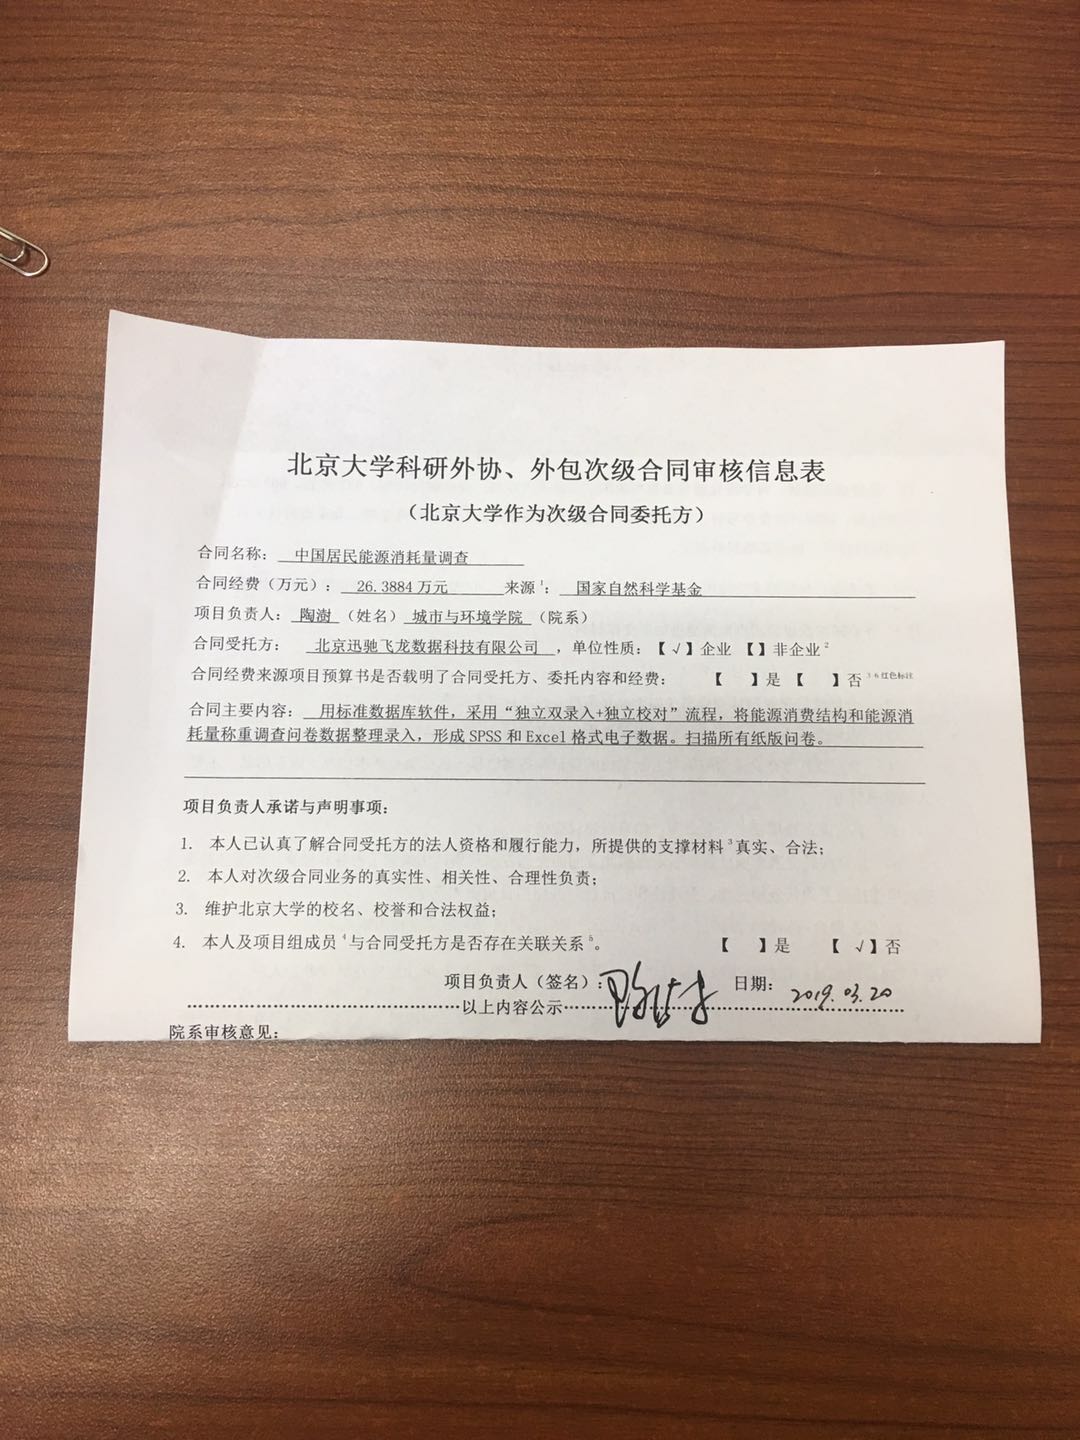 北京大学科研外协、外包次级合同审核信息表
（北京大学作为次级合同委托方）
合同名称： 中国居民能源消耗量调查
合同经费（万元）： 26.3884 万元 来源1： 国家自然科学基金
项目负责人： 陶澍 （姓名） 城市与环境学院 （院系）
合同受托方： 北京迅驰飞龙数据科技有限公司 ，单位性质：【√】企业 【】非企业2
合同经费来源项目预算书是否载明了合同受托方、委托内容和经费： 【 】是 【 】否 3-6 红色标注
合同主要内容： 用标准数据库软件，采用“独立双录入+独立校对”流程，将能源消费结构和能源消
耗量称重调查问卷数据整理录入，形成 SPSS 和 Excel 格式电子数据。扫描所有纸版问卷。
项目负责人承诺与声明事项：
1. 本人已认真了解合同受托方的法人资格和履行能力，所提供的支撑材料3真实、合法；
2. 本人对次级合同业务的真实性、相关性、合理性负责；
3. 维护北京大学的校名、校誉和合法权益；
4. 本人及项目组成员4与合同受托方是否存在关联关系5。 【 】是 【 √】否
项目负责人（签名）： 日期： 2019.03.20
以上内容公示
院系审核意见：